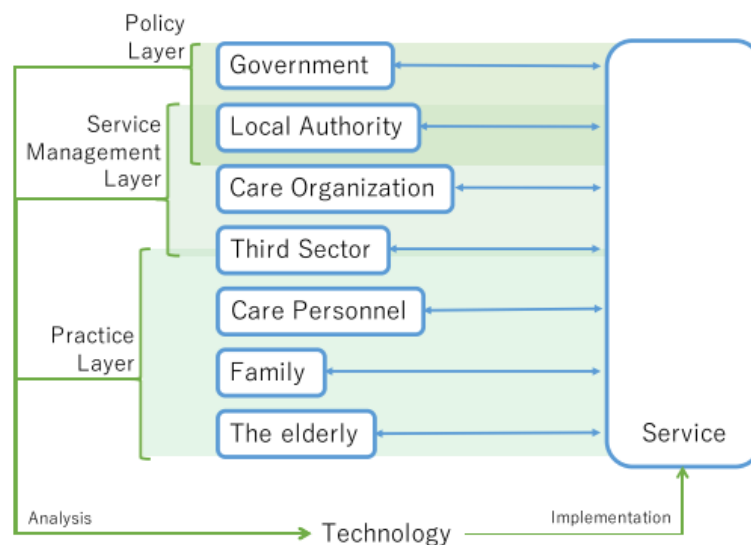 Policy
Layer
Government
Service
Management
Layer
Local Authority
Care Organization
Third Sector
Practice
Layer
Care Personnel
Family
The elderly
Service
Analysis
Technology
Implementation